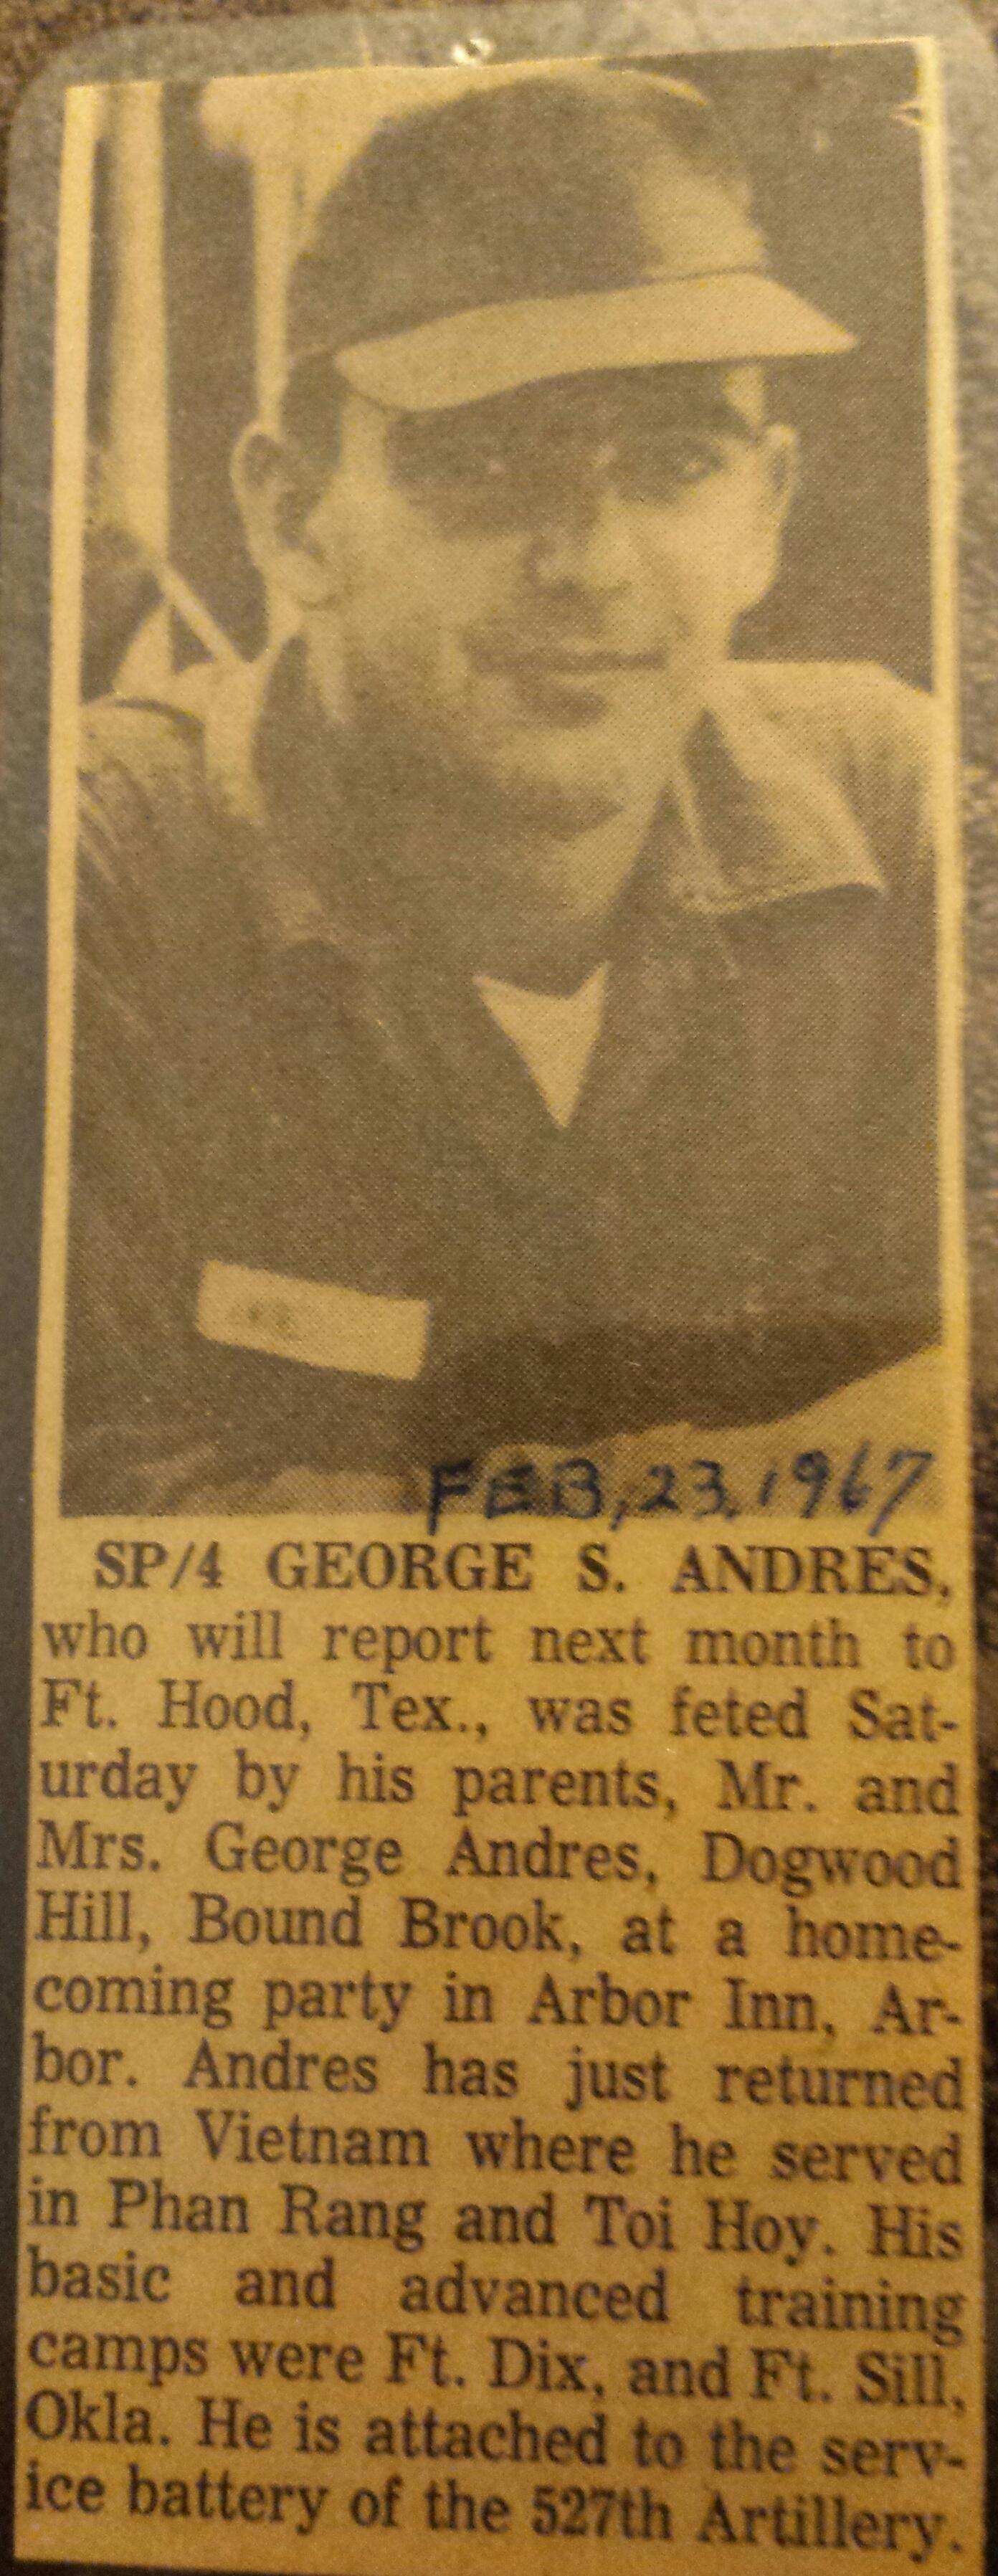 FEB, 23, 1967
SP/4 GEORGE S. ANDRES,
who will report next month to
Ft. Hood, Tex., was feted Sat-
urday by his parents, Mr. and
Mrs. George Andres, Dogwood
Hill, Bound Brook, at a home-
coming party in Arbor Inn, Ar-
bor. Andres has just returned
from Vietnam where he served
in Phan Rang and Toi Hoy. His
basic and advanced training
camps were Ft. Dix, and Ft. Sill,
Okla. He is attached to the serv-
ice battery of the 527th Artillery.